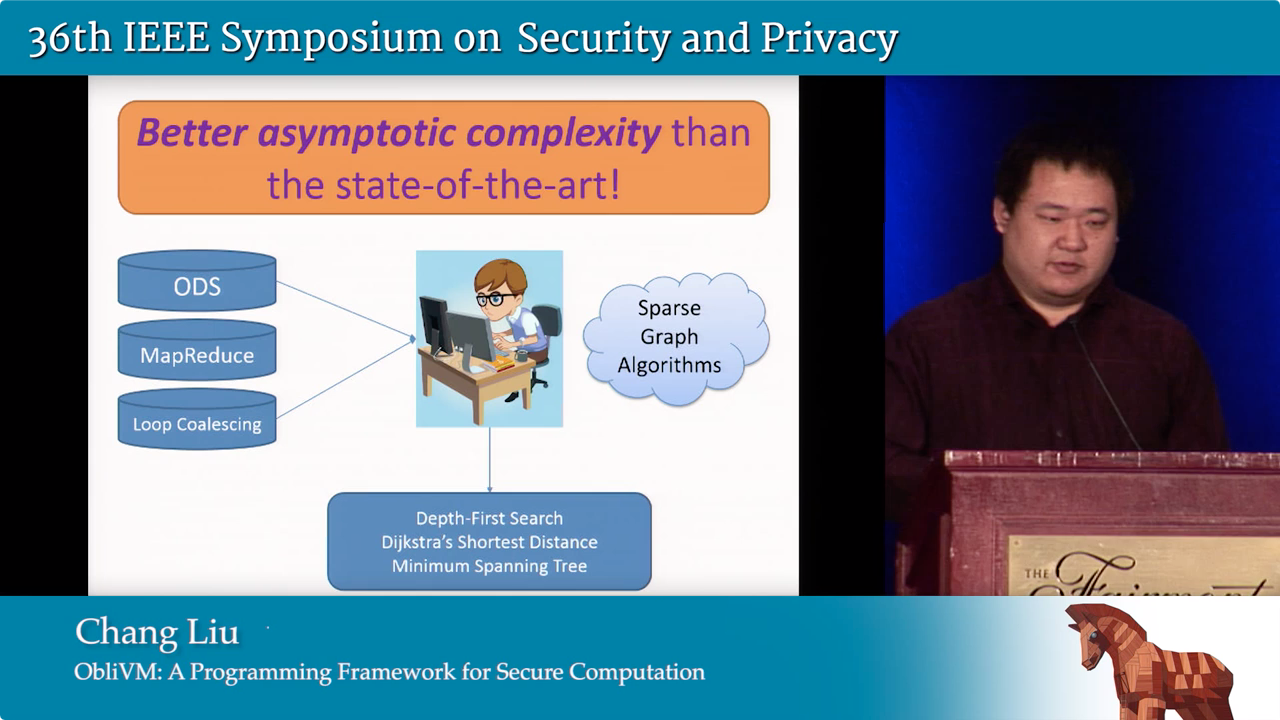 36th IEEE Symposium on Security and Privacy
Better asymptotic complexity than
the state-of-the-art!
ODS
MapReduce
Loop Coalescing
Sparse
Graph
Algorithms
Depth-First Search
Dijkstra's Shortest Distance
Minimum Spanning Tree
THE Fairmont
Chang Liu
ObliVM: A Programming Framework for Secure Computation